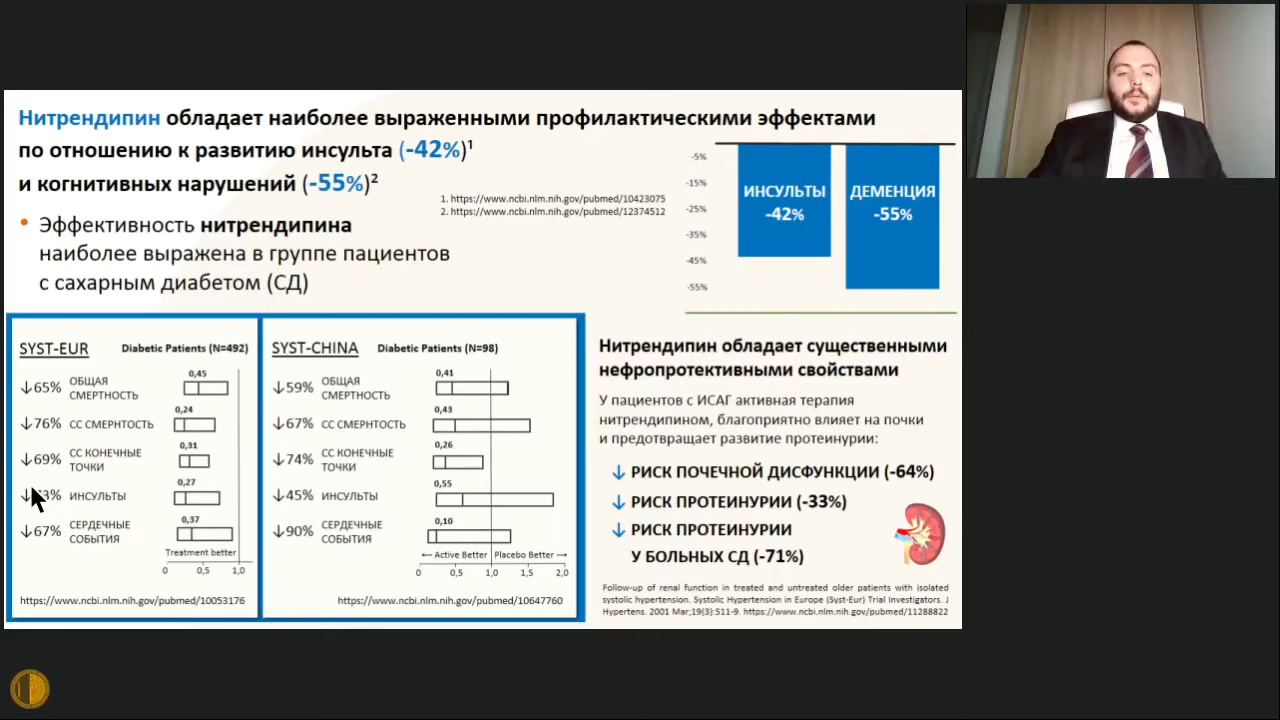 Нитрендипин обладает наиболее выраженными профилактическими эффектами
по отношению к развитию инсульта (-42%)¹
и когнитивных нарушений (-55%)²
1. https://www.ncbi.nlm.nih.gov/pubmed/10423075
2. https://www.ncbi.nlm.nih.gov/pubmed/12374512
• Эффективность нитрендипина
наиболее выражена в группе пациентов
с сахарным диабетом (СД)
-5%
-15%
-25%
-35%
-45%
-55%
ИНСУЛЬТЫ
-42%
ДЕМЕНЦИЯ
-55%
SYST-EUR Diabetic Patients (N=492)
↓65% ОБЩАЯ
СМЕРТНОСТЬ
0,45
↓76% СС СМЕРНТОСТЬ
0,24
↓69% СС КОНЕЧНЫЕ
ТОЧКИ
0,31
3% ИНСУЛЬТЫ
0,27
↓67% СЕРДЕЧНЫЕ
СОБЫТИЯ
0,37
Treatment better
0 0,5 1,0
https://www.ncbi.nlm.nih.gov/pubmed/10053176
SYST-CHINA Diabetic Patients (N=98)
↓59% ОБЩАЯ
СМЕРТНОСТЬ
0,41
↓67% СС СМЕРНТОСТЬ
0,43
↓74% СС КОНЕЧНЫЕ
ТОЧКИ
0,26
↓45% ИНСУЛЬТЫ
0,55
↓90% СЕРДЕЧНЫЕ
СОБЫТИЯ
0,10
← Active Better Placebo Better →
0 0,5 1,0 1,5 2,0
https://www.ncbi.nlm.nih.gov/pubmed/10647760
Нитрендипин обладает существенными
нефропротективными свойствами
У пациентов с ИСАГ активная терапия
нитрендипином, благоприятно влияет на почки
и предотвращает развитие протеинурии:
↓ РИСК ПОЧЕЧНОЙ ДИСФУНКЦИИ (-64%)
↓ РИСК ПРОТЕИНУРИИ (-33%)
↓ РИСК ПРОТЕИНУРИИ
У БОЛЬНЫХ СД (-71%)
Follow-up of renal function in treated and untreated older patients with isolated
systolic hypertension. Systolic Hypertension in Europe (Syst-Eur) Trial Investigators. J
Hypertens. 2001 Mar;19(3):511-9. https://www.ncbi.nlm.nih.gov/pubmed/11288822